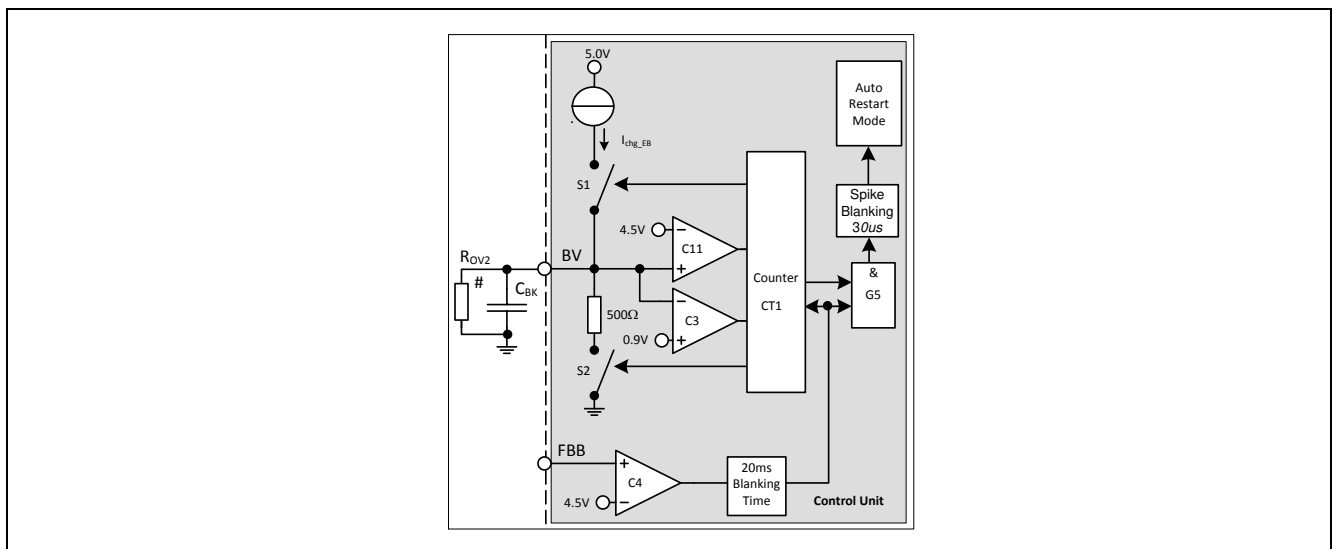 5.0V
Auto
Restart
Mode
I chg_EB
S1
Spike
Blanking
30us
4.5V
C11
ROV2
BV
#
CBK
Counter
CT1
&
G5
500Ω
C3
0.9V
S2
FBB
C4
20ms
Blanking
Time
4.5V
Control Unit